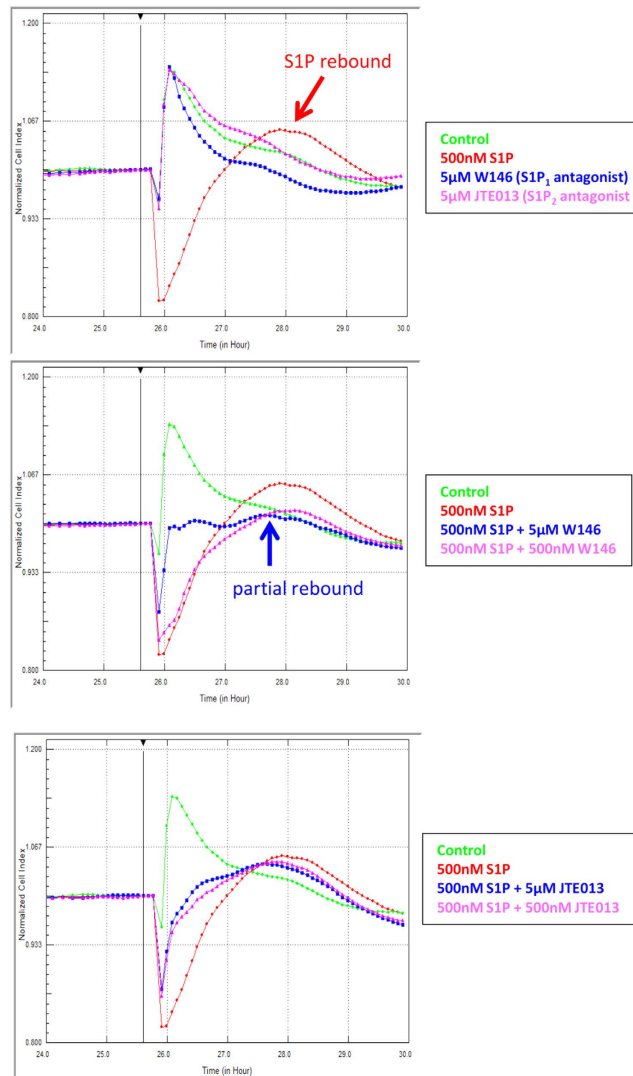 1.200
1.067
0.933
0.800
Normalized Cell Index
24.0 25.0 26.0 27.0 28.0 29.0 30.0
Time (in Hour)
S1P rebound
Control
500nM S1P
5µM W146 (S1P₁ antagonist)
5µM JTE013 (S1P₂ antagonist
1.200
1.067
0.933
0.800
Normalized Cell Index
24.0 25.0 26.0 27.0 28.0 29.0 30.0
Time (in Hour)
partial rebound
Control
500nM S1P
500nM S1P + 5µM W146
500nM S1P + 500nM W146
1.200
1.067
0.933
0.800
Normalized Cell Index
24.0 25.0 26.0 27.0 28.0 29.0 30.0
Time (in Hour)
Control
500nM S1P
500nM S1P + 5µM JTE013
500nM S1P + 500nM JTE013